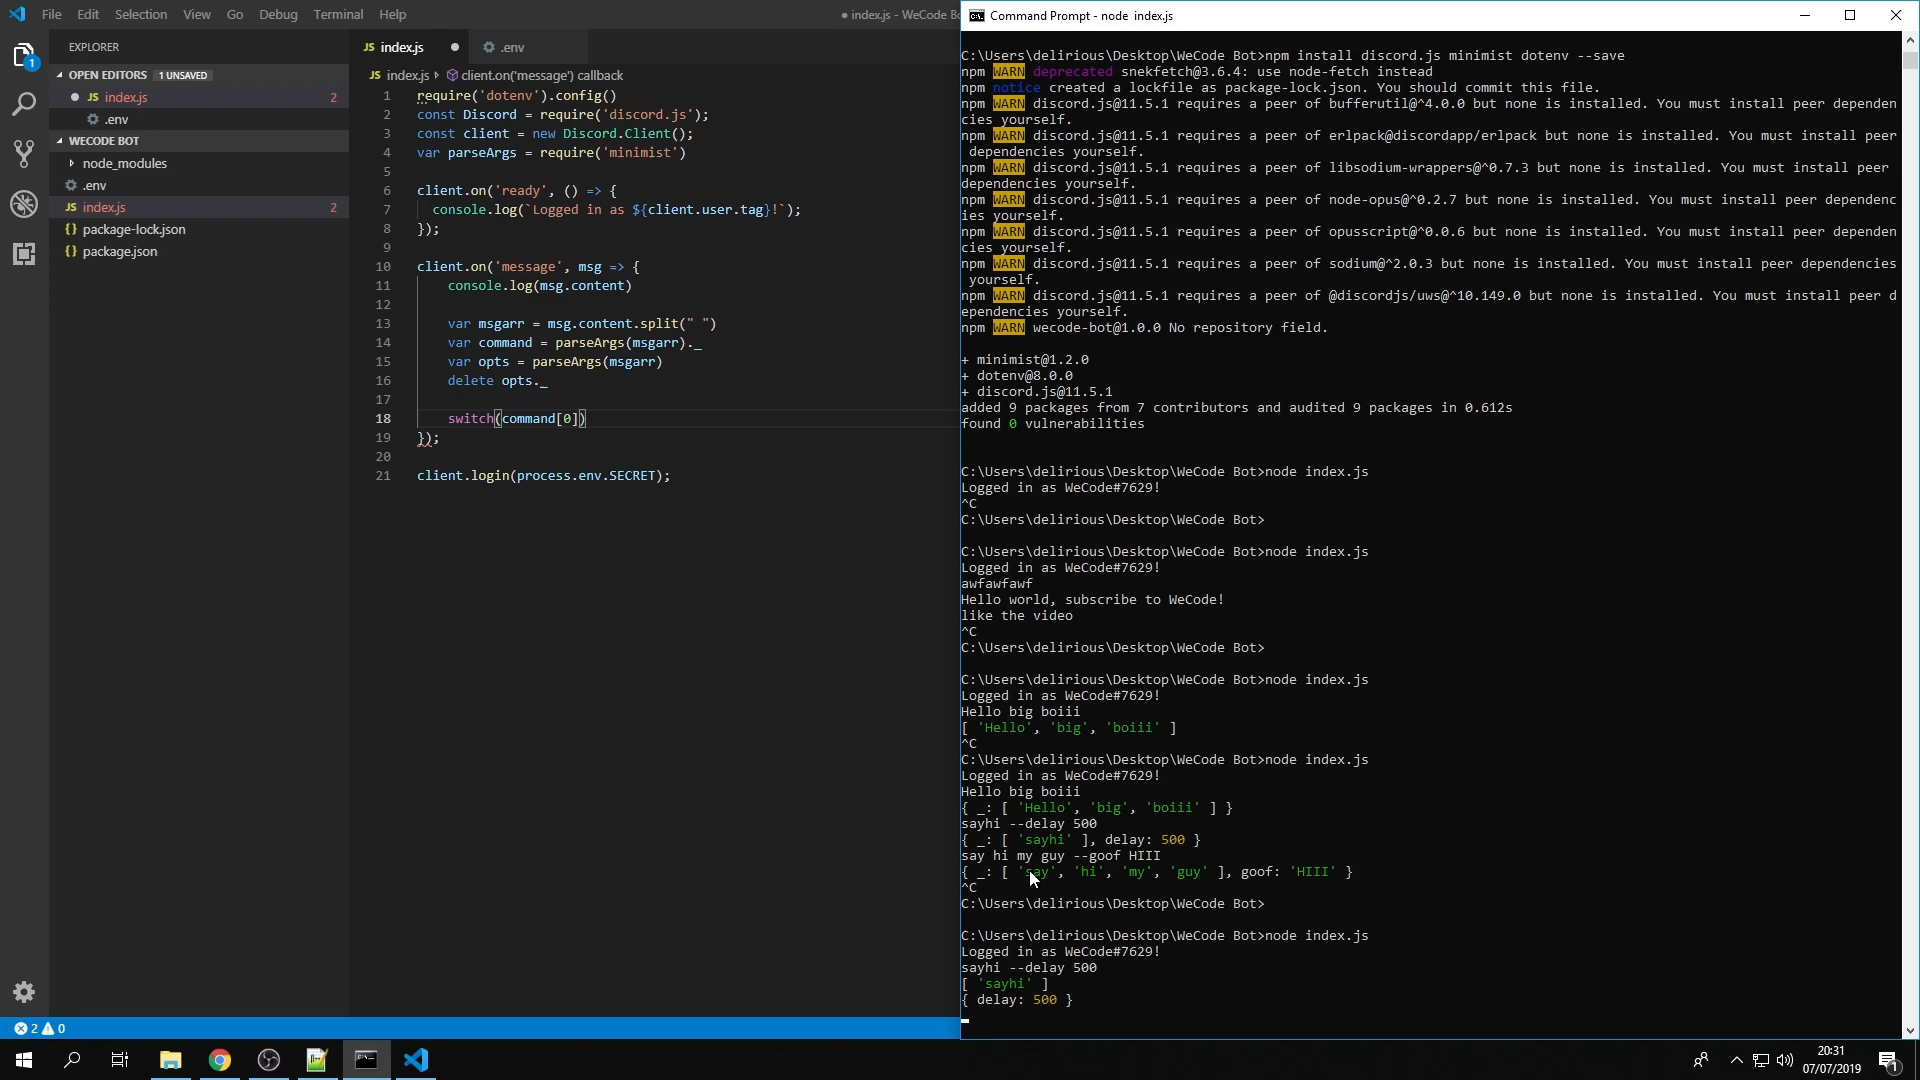 File Edit Selection View Go Debug Terminal Help
● index.js - WeCode Bo
EXPLORER
OPEN EDITORS 1 UNSAVED
● JS index.js 2
.env
WECODE BOT
node_modules
.env
JS index.js 2
{} package-lock.json
{} package.json
1
JS index.js ●
.env
JS index.js client.on('message') callback
1 require('dotenv').config()
2 const Discord = require('discord.js');
3 const client = new Discord.Client();
4 var parseArgs = require('minimist')
5
6 client.on('ready', () => {
7 console.log(`Logged in as ${client.user.tag}!`);
8 });
9
10 client.on('message', msg => {
11 console.log(msg.content)
12
13 var msgarr = msg.content.split(" ")
14 var command = parseArgs(msgarr)._
15 var opts = parseArgs(msgarr)
16 delete opts._
17
18 switch(command[0])
19 });
20
21 client.login(process.env.SECRET);
2 0
Command Prompt - node index.js
C:\Users\delirious\Desktop\WeCode Bot>npm install discord.js minimist dotenv --save
npm WARN deprecated snekfetch@3.6.4: use node-fetch instead
npm notice created a lockfile as package-lock.json. You should commit this file.
npm WARN discord.js@11.5.1 requires a peer of bufferutil@^4.0.0 but none is installed. You must install peer dependen
cies yourself.
npm WARN discord.js@11.5.1 requires a peer of erlpack@discordapp/erlpack but none is installed. You must install peer
dependencies yourself.
npm WARN discord.js@11.5.1 requires a peer of libsodium-wrappers@^0.7.3 but none is installed. You must install peer
dependencies yourself.
npm WARN discord.js@11.5.1 requires a peer of node-opus@^0.2.7 but none is installed. You must install peer dependenc
ies yourself.
npm WARN discord.js@11.5.1 requires a peer of opusscript@^0.0.6 but none is installed. You must install peer dependen
cies yourself.
npm WARN discord.js@11.5.1 requires a peer of sodium@^2.0.3 but none is installed. You must install peer dependencies
yourself.
npm WARN discord.js@11.5.1 requires a peer of @discordjs/uws@^10.149.0 but none is installed. You must install peer d
ependencies yourself.
npm WARN wecode-bot@1.0.0 No repository field.
+ minimist@1.2.0
+ dotenv@8.0.0
+ discord.js@11.5.1
added 9 packages from 7 contributors and audited 9 packages in 0.612s
found 0 vulnerabilities
C:\Users\delirious\Desktop\WeCode Bot>node index.js
Logged in as WeCode#7629!
^C
C:\Users\delirious\Desktop\WeCode Bot>
C:\Users\delirious\Desktop\WeCode Bot>node index.js
Logged in as WeCode#7629!
awfawfawf
Hello world, subscribe to WeCode!
like the video
^C
C:\Users\delirious\Desktop\WeCode Bot>
C:\Users\delirious\Desktop\WeCode Bot>node index.js
Logged in as WeCode#7629!
Hello big boiii
[ 'Hello', 'big', 'boiii' ]
^C
C:\Users\delirious\Desktop\WeCode Bot>node index.js
Logged in as WeCode#7629!
Hello big boiii
{ _: [ 'Hello', 'big', 'boiii' ] }
sayhi --delay 500
{ _: [ 'sayhi' ], delay: 500 }
say hi my guy --goof HIII
{ _: [ 'say', 'hi', 'my', 'guy' ], goof: 'HIII' }
^C
C:\Users\delirious\Desktop\WeCode Bot>
C:\Users\delirious\Desktop\WeCode Bot>node index.js
Logged in as WeCode#7629!
sayhi --delay 500
[ 'sayhi' ]
{ delay: 500 }
20:31
07/07/2019
1